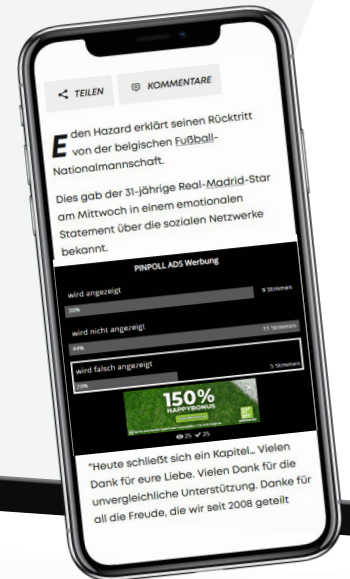 TEILEN
KOMMENTARE
Eden Hazard erklärt seinen Rücktritt
von der belgischen Fußball-
Nationalmannschaft.
Dies gab der 31-jährige Real-Madrid-Star
am Mittwoch in einem emotionalen
Statement über die sozialen Netzwerke
bekannt.
PINPOLL ADS Werbung
wird angezeigt
9 Stimmen
wird nicht angezeigt
11 Stimmen
44%
wird falsch angezeigt
5 Stimmen
20%
150%
HAPPYBONUS
25 25
"Heute schließt sich ein Kapitel… Vielen
Dank für eure Liebe. Vielen Dank für die
unvergleichliche Unterstützung. Danke für
all die Freude, die wir seit 2008 geteilt